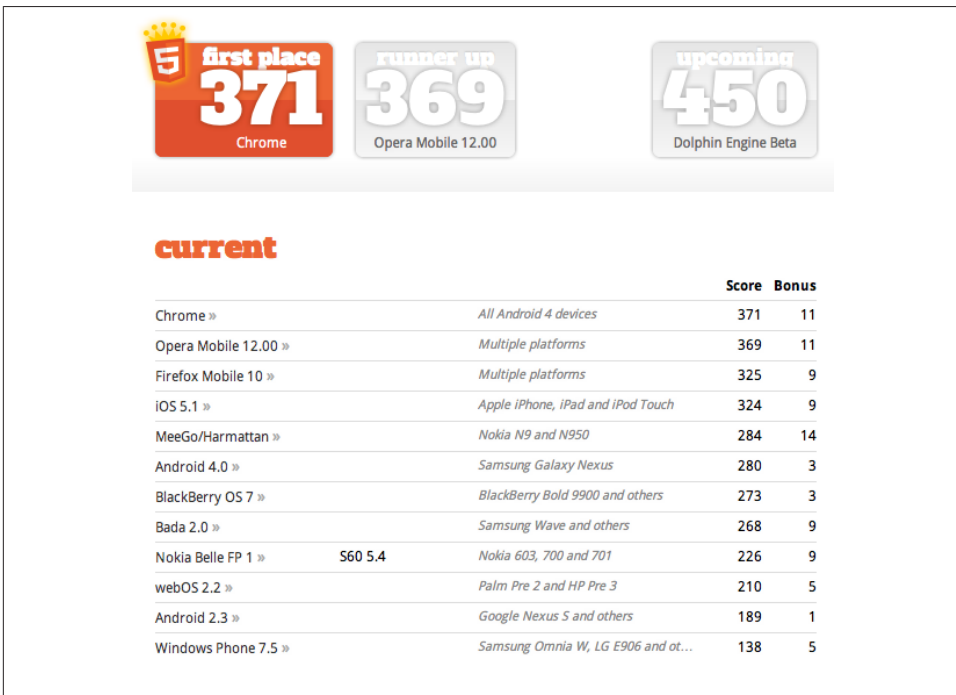 5
first place runner up upcoming
371 369 450
Chrome Opera Mobile 12.00 Dolphin Engine Beta
current
Score Bonus
Chrome » All Android 4 devices 371 11
Opera Mobile 12.00 » Multiple platforms 369 11
Firefox Mobile 10 » Multiple platforms 325 9
iOS 5.1 » Apple iPhone, iPad and iPod Touch 324 9
MeeGo/Harmattan » Nokia N9 and N950 284 14
Android 4.0 » Samsung Galaxy Nexus 280 3
BlackBerry OS 7 » BlackBerry Bold 9900 and others 273 3
Bada 2.0 » Samsung Wave and others 268 9
Nokia Belle FP 1 » S60 5.4 Nokia 603, 700 and 701 226 9
webOS 2.2 » Palm Pre 2 and HP Pre 3 210 5
Android 2.3 » Google Nexus S and others 189 1
Windows Phone 7.5 » Samsung Omnia W, LG E906 and ot... 138 5